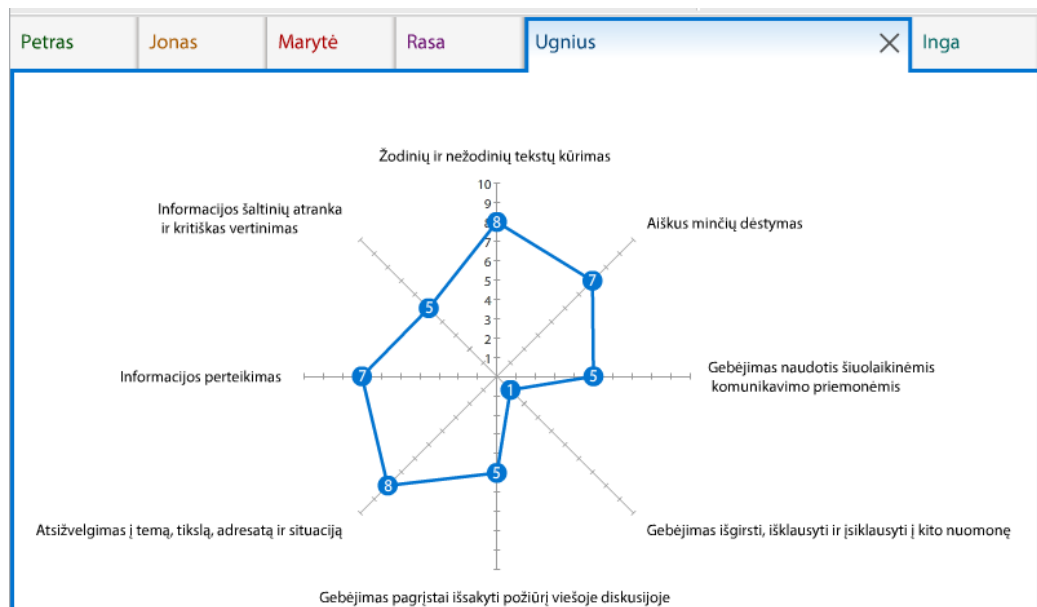 Petras
Jonas
Marytė
Rasa
Ugnius
Inga
Žodinių ir nežodinių tekstų kūrimas
Informacijos šaltinių atranka
ir kritiškas vertinimas
Aiškus minčių dėstymas
10
9
8
8
7
7
6
5
5
4
3
2
1
Informacijos perteikimas
7
5
Gebėjimas naudotis šiuolaikinėmis
komunikavimo priemonėmis
1
5
8
Atsižvelgimas į temą, tikslą, adresatą ir situaciją
Gebėjimas išgirsti, išklausyti ir įsiklausyti į kito nuomonę
Gebėjimas pagrįstai išsakyti požiūrį viešoje diskusijoje